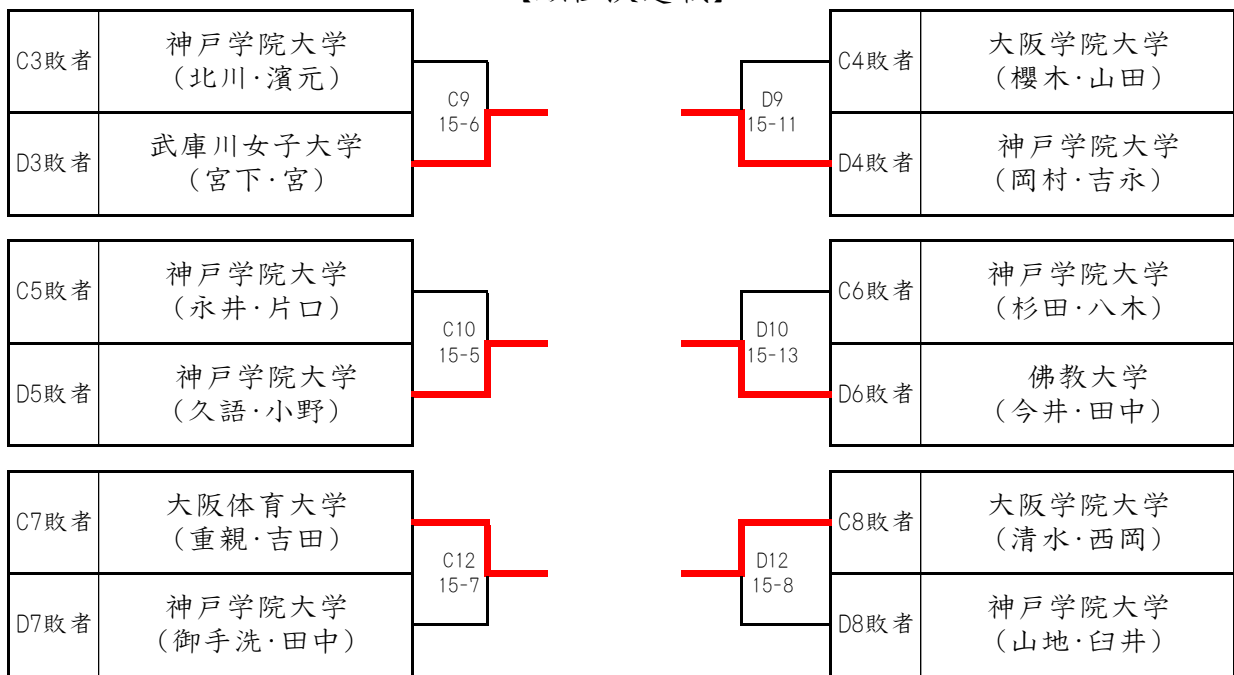 C3敗者
神戸学院大学
(北川·濱元)
D3敗者
武庫川女子大学
(宮下·宮)
C9
15-6
C4敗者
大阪学院大学
(櫻木·山田)
D4敗者
神戸学院大学
(岡村·吉永)
D9
15-11
C5敗者
神戸学院大学
(永井·片口)
D5敗者
神戸学院大学
(久語·小野)
C10
15-5
C6敗者
神戸学院大学
(杉田·八木)
D6敗者
佛教大学
(今井·田中)
D10
15-13
C7敗者
大阪体育大学
(重親·吉田)
D7敗者
神戸学院大学
(御手洗·田中)
C12
15-7
C8敗者
大阪学院大学
(清水·西岡)
D8敗者
神戸学院大学
(山地·臼井)
D12
15-8